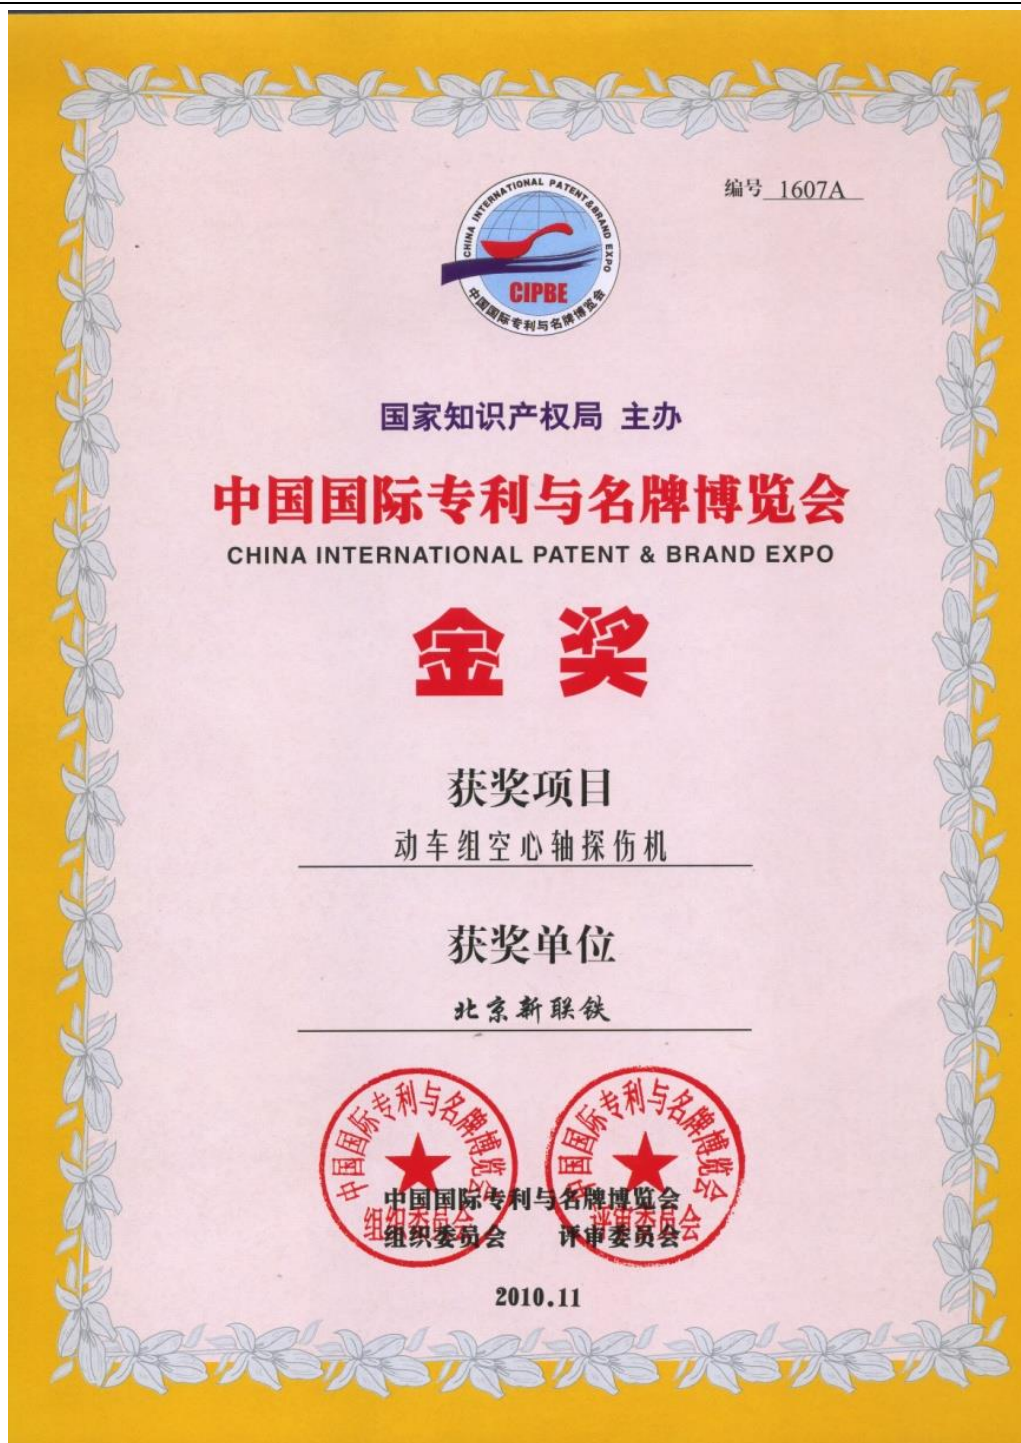 编号 1607A
CHINA INTERNATIONAL PATENT & BRAND EXPO
CIPBE
中国国际专利与名牌博览会
国家知识产权局 主办
中国国际专利与名牌博览会
CHINA INTERNATIONAL PATENT & BRAND EXPO
金奖
获奖项目
动车组空心轴探伤机
获奖单位
北京新联铁
中国国际专利与名牌博览会
组织委员会
中国国际专利与名牌博览会
评审委员会
中国国际专利与名牌博览会
组织委员会 评审委员会
2010.11